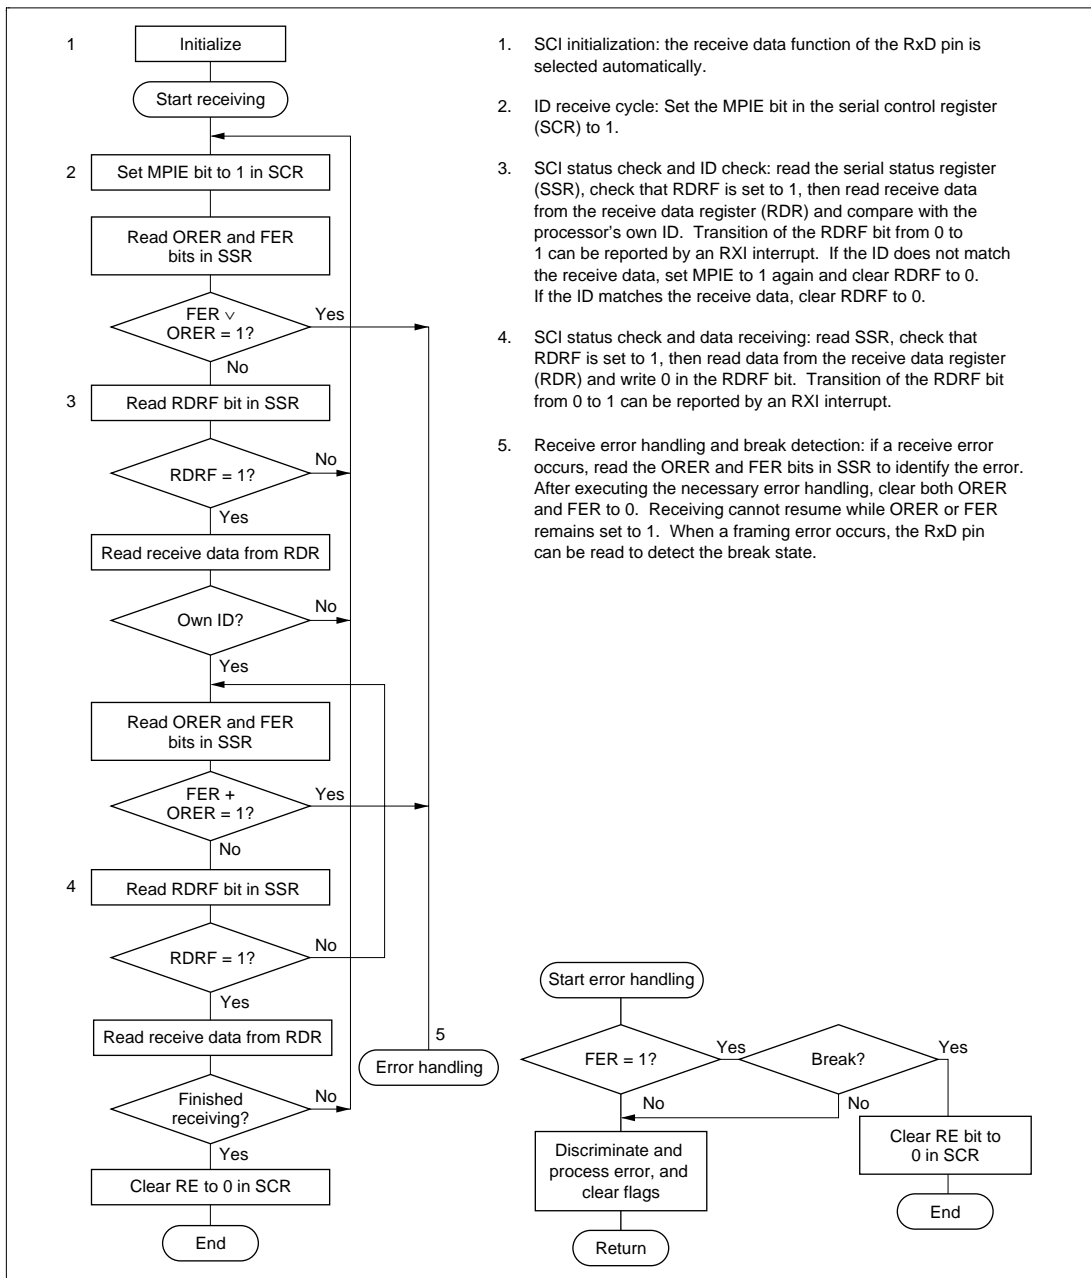 1
Initialize
Start receiving
2
Set MPIE bit to 1 in SCR
Read ORER and FER
bits in SSR
FER ∨
ORER = 1?
Yes
No
3
Read RDRF bit in SSR
RDRF = 1?
No
Yes
Read receive data from RDR
Own ID?
No
Yes
Read ORER and FER
bits in SSR
FER +
ORER = 1?
Yes
No
4
Read RDRF bit in SSR
RDRF = 1?
No
Yes
Read receive data from RDR
5
Error handling
Finished
receiving?
No
Yes
Clear RE to 0 in SCR
End
1. SCI initialization: the receive data function of the RxD pin is
selected automatically.
2. ID receive cycle: Set the MPIE bit in the serial control register
(SCR) to 1.
3. SCI status check and ID check: read the serial status register
(SSR), check that RDRF is set to 1, then read receive data
from the receive data register (RDR) and compare with the
processor's own ID. Transition of the RDRF bit from 0 to
1 can be reported by an RXI interrupt. If the ID does not match
the receive data, set MPIE to 1 again and clear RDRF to 0.
If the ID matches the receive data, clear RDRF to 0.
4. SCI status check and data receiving: read SSR, check that
RDRF is set to 1, then read data from the receive data register
(RDR) and write 0 in the RDRF bit. Transition of the RDRF bit
from 0 to 1 can be reported by an RXI interrupt.
5. Receive error handling and break detection: if a receive error
occurs, read the ORER and FER bits in SSR to identify the error.
After executing the necessary error handling, clear both ORER
and FER to 0. Receiving cannot resume while ORER or FER
remains set to 1. When a framing error occurs, the RxD pin
can be read to detect the break state.
Start error handling
FER = 1?
Yes
Break?
Yes
No
No
Discriminate and
process error, and
clear flags
Clear RE bit to
0 in SCR
Return
End